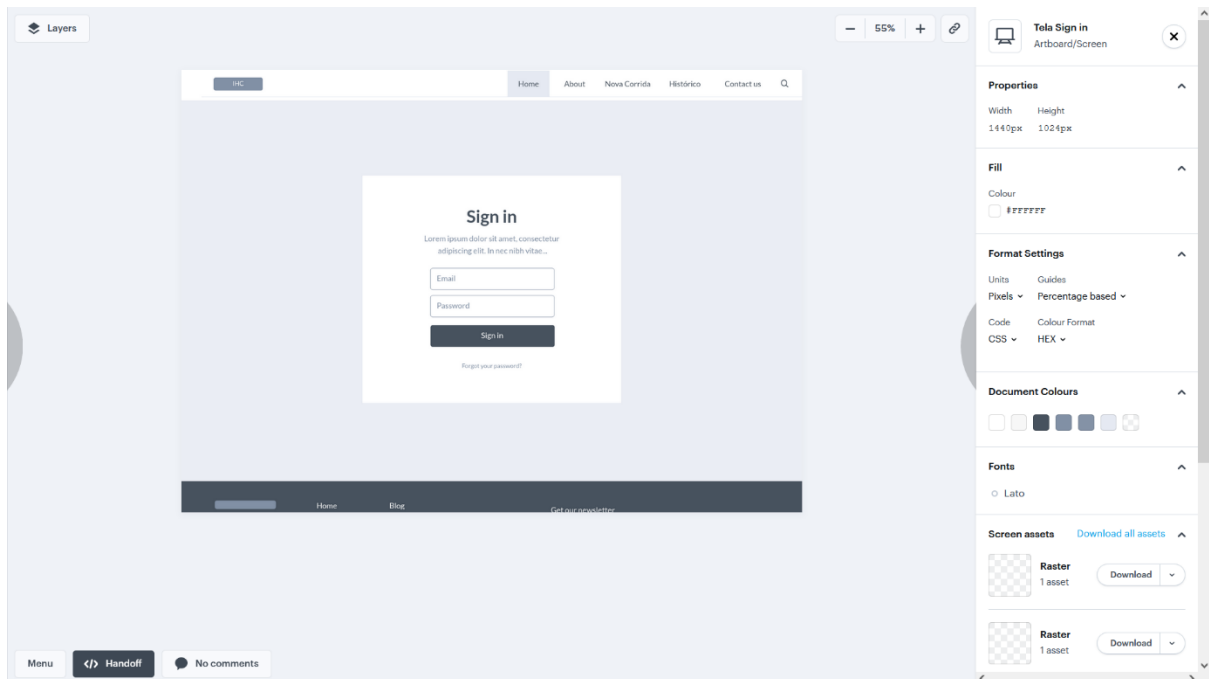 Layers
55%
IHC
Home About Nova Corrida Histórico Contact us
Sign in
Lorem ipsum dolor sit amet, consectetur
adipiscing elit. In nec nibh vitae...
Email
Password
Sign in
Forgot your password?
Home Blog Get our newsletter
Menu </> Handoff No comments
Tela Sign in
Artboard/Screen
Properties
Width Height
1440px 1024px
Fill
Colour
#FFFFFF
Format Settings
Units Guides
Pixels Percentage based
Code Colour Format
CSS HEX
Document Colours
Fonts
Lato
Screen assets Download all assets
Raster
1 asset
Download
Raster
1 asset
Download